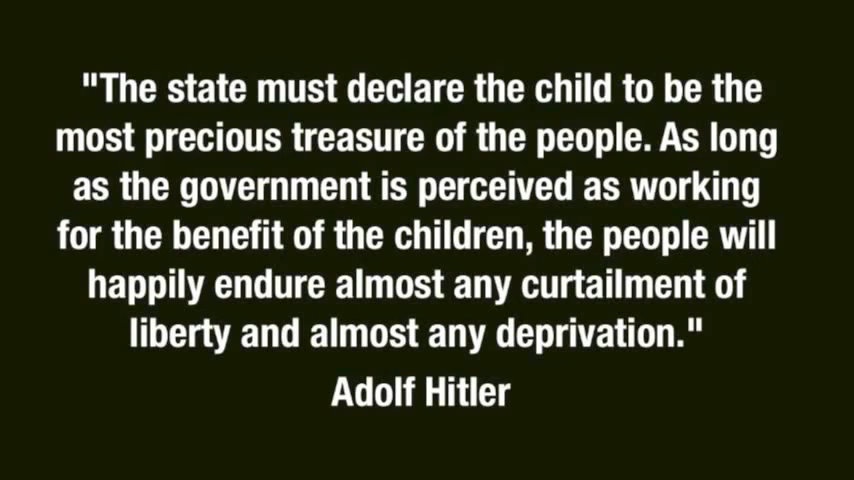 "The state must declare the child to be the
most precious treasure of the people. As long
as the government is perceived as working
for the benefit of the children, the people will
happily endure almost any curtailment of
liberty and almost any deprivation."
Adolf Hitler